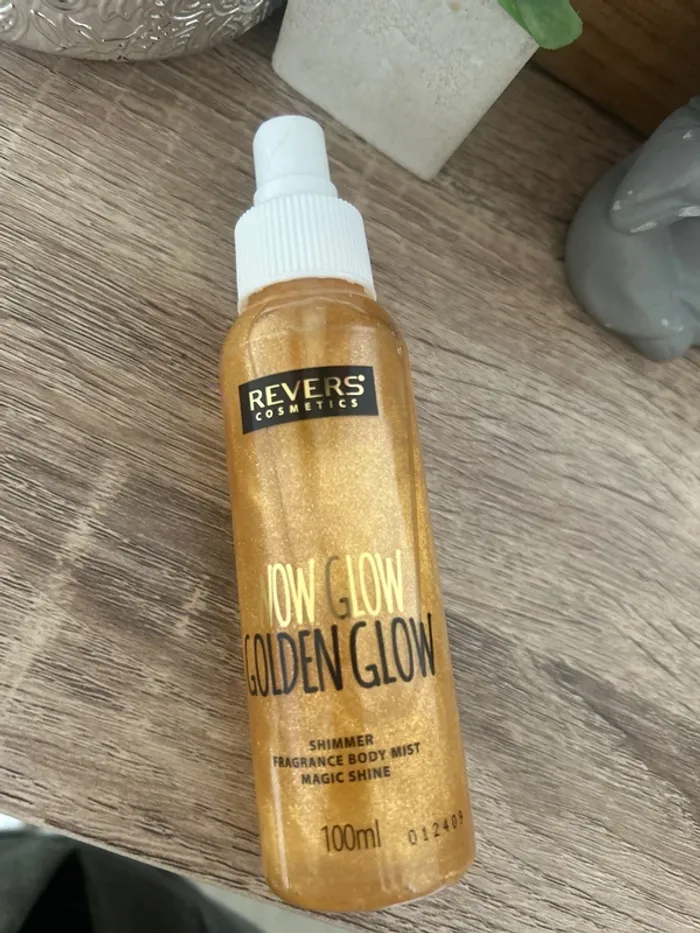 REVERS®
COSMETICS
WOW GLOW
GOLDEN GLOW
SHIMMER
FRAGRANCE BODY MIST
MAGIC SHINE
100ml 012409